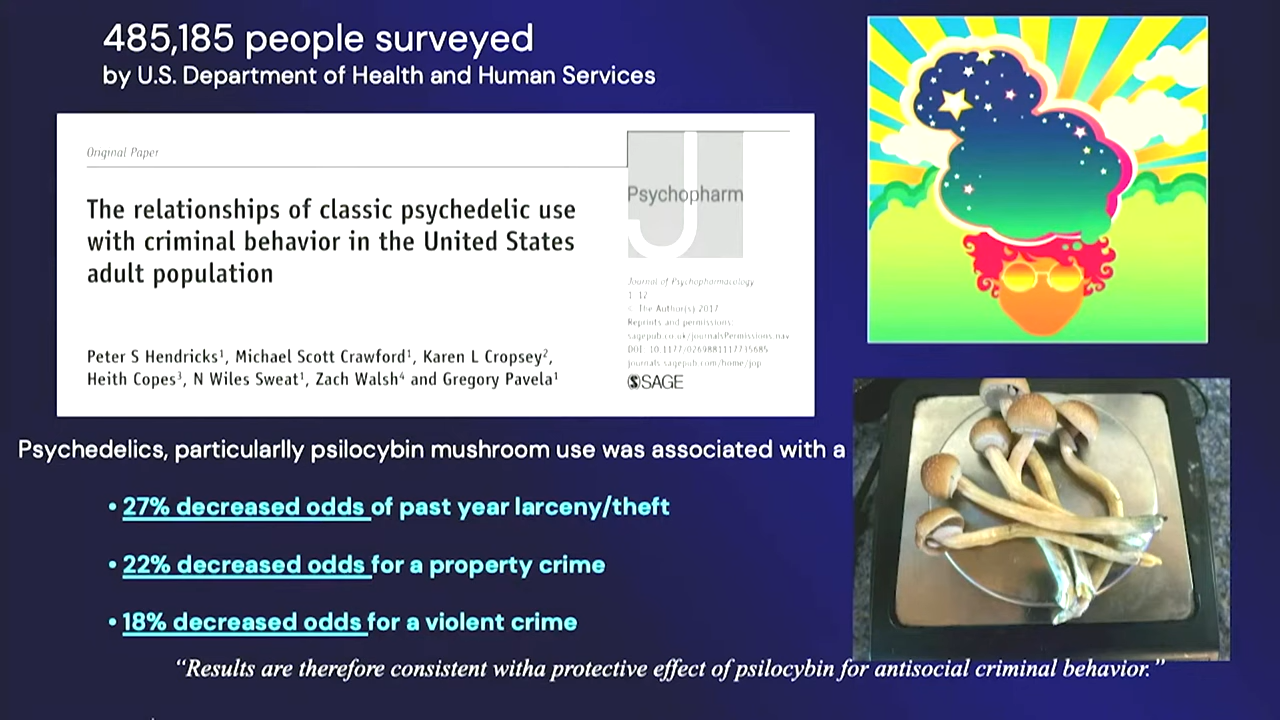 485,185 people surveyed
by U.S. Department of Health and Human Services
Original Paper
The relationships of classic psychedelic use
with criminal behavior in the United States
adult population
Peter S Hendricks¹, Michael Scott Crawford¹, Karen L Cropsey²,
Heith Copes³, N Wiles Sweat¹, Zach Walsh⁴ and Gregory Pavela¹
J
Psychopharm
Journal of Psychopharmacology
1–12
© The Author(s) 2017
Reprints and permissions:
sagepub.co.uk/journalsPermissions.nav
DOI: 10.1177/0269881117735685
journals.sagepub.com/home/jop
SAGE
Psychedelics, particularlly psilocybin mushroom use was associated with a
• 27% decreased odds of past year larceny/theft
• 22% decreased odds for a property crime
• 18% decreased odds for a violent crime
“Results are therefore consistent witha protective effect of psilocybin for antisocial criminal behavior.”